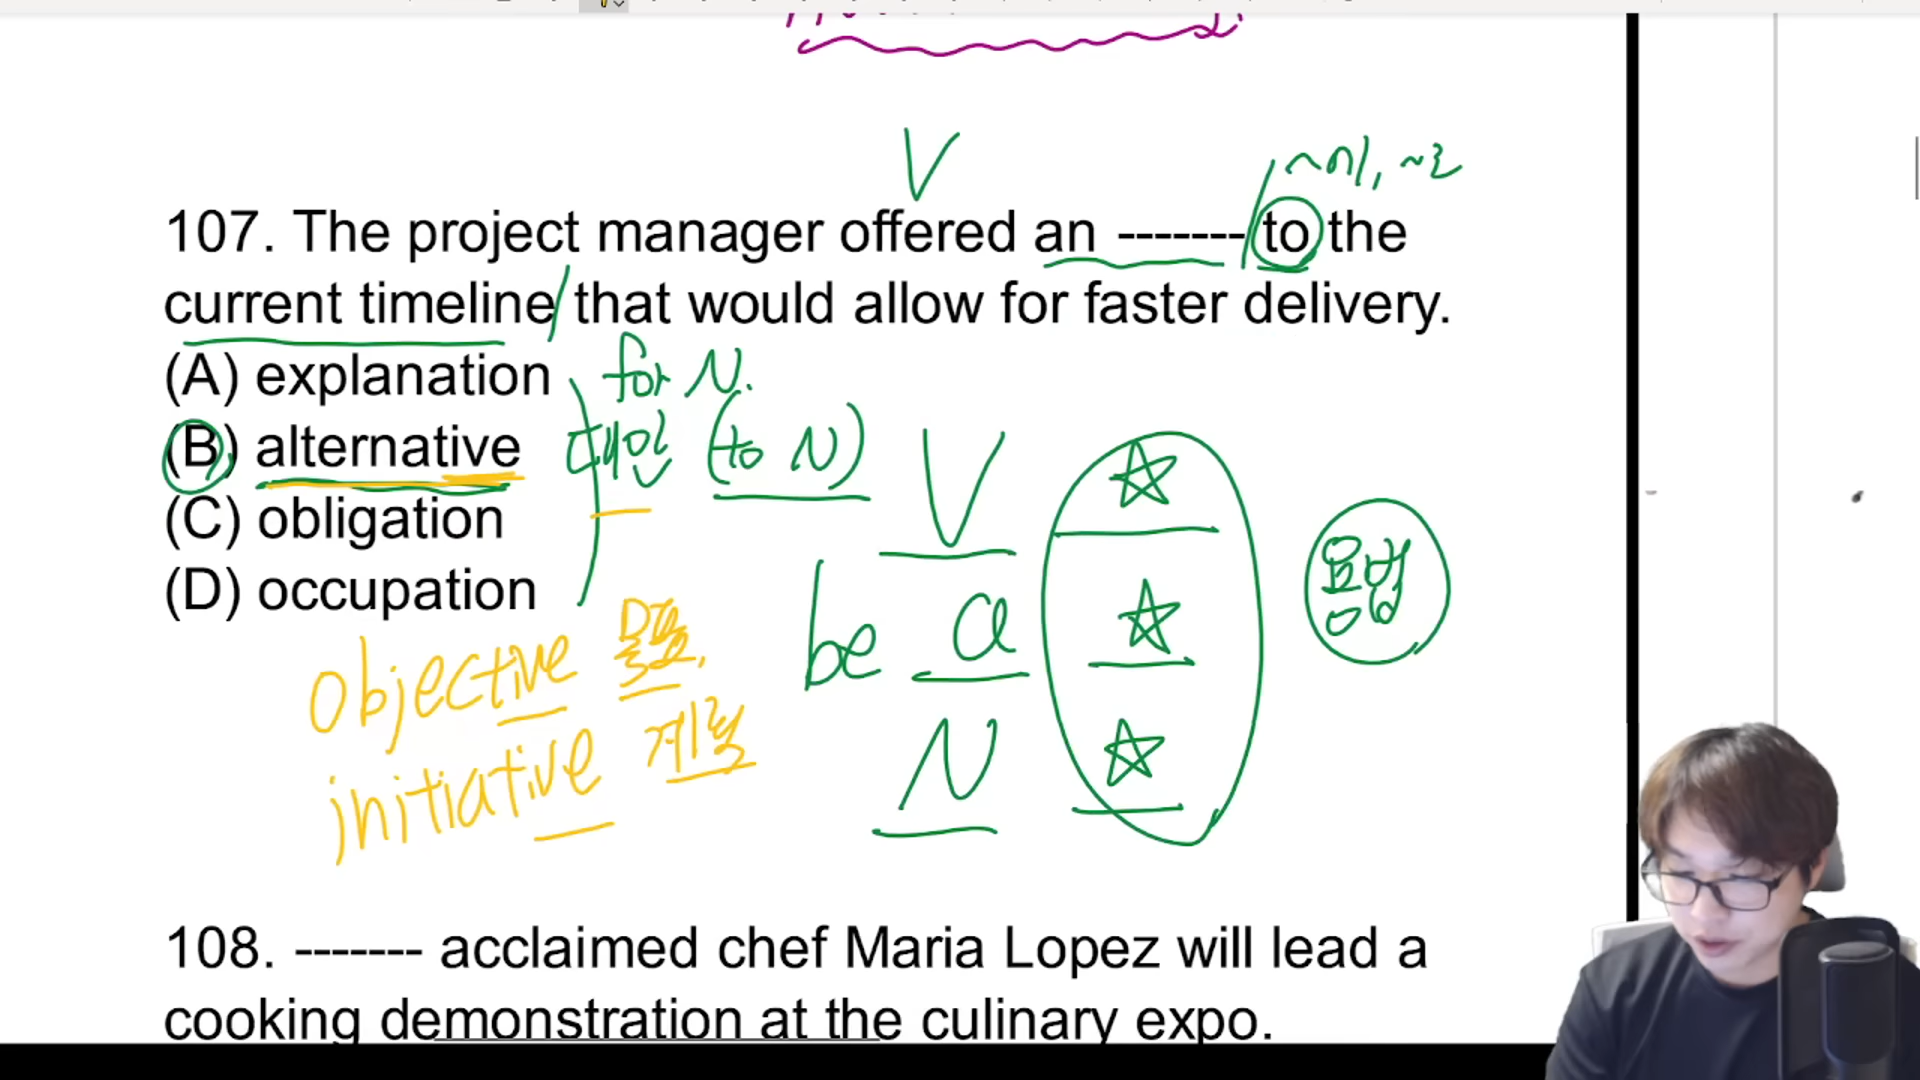 V
~에, ~로
107. The project manager offered an ------- to the
current timeline that would allow for faster delivery.
(A) explanation for N.
(B) alternative 대안 (to N)
(C) obligation
(D) occupation
V
be a
N
용법
objective 목표,
initiative 계획
108. ------- acclaimed chef Maria Lopez will lead a
cooking demonstration at the culinary expo.